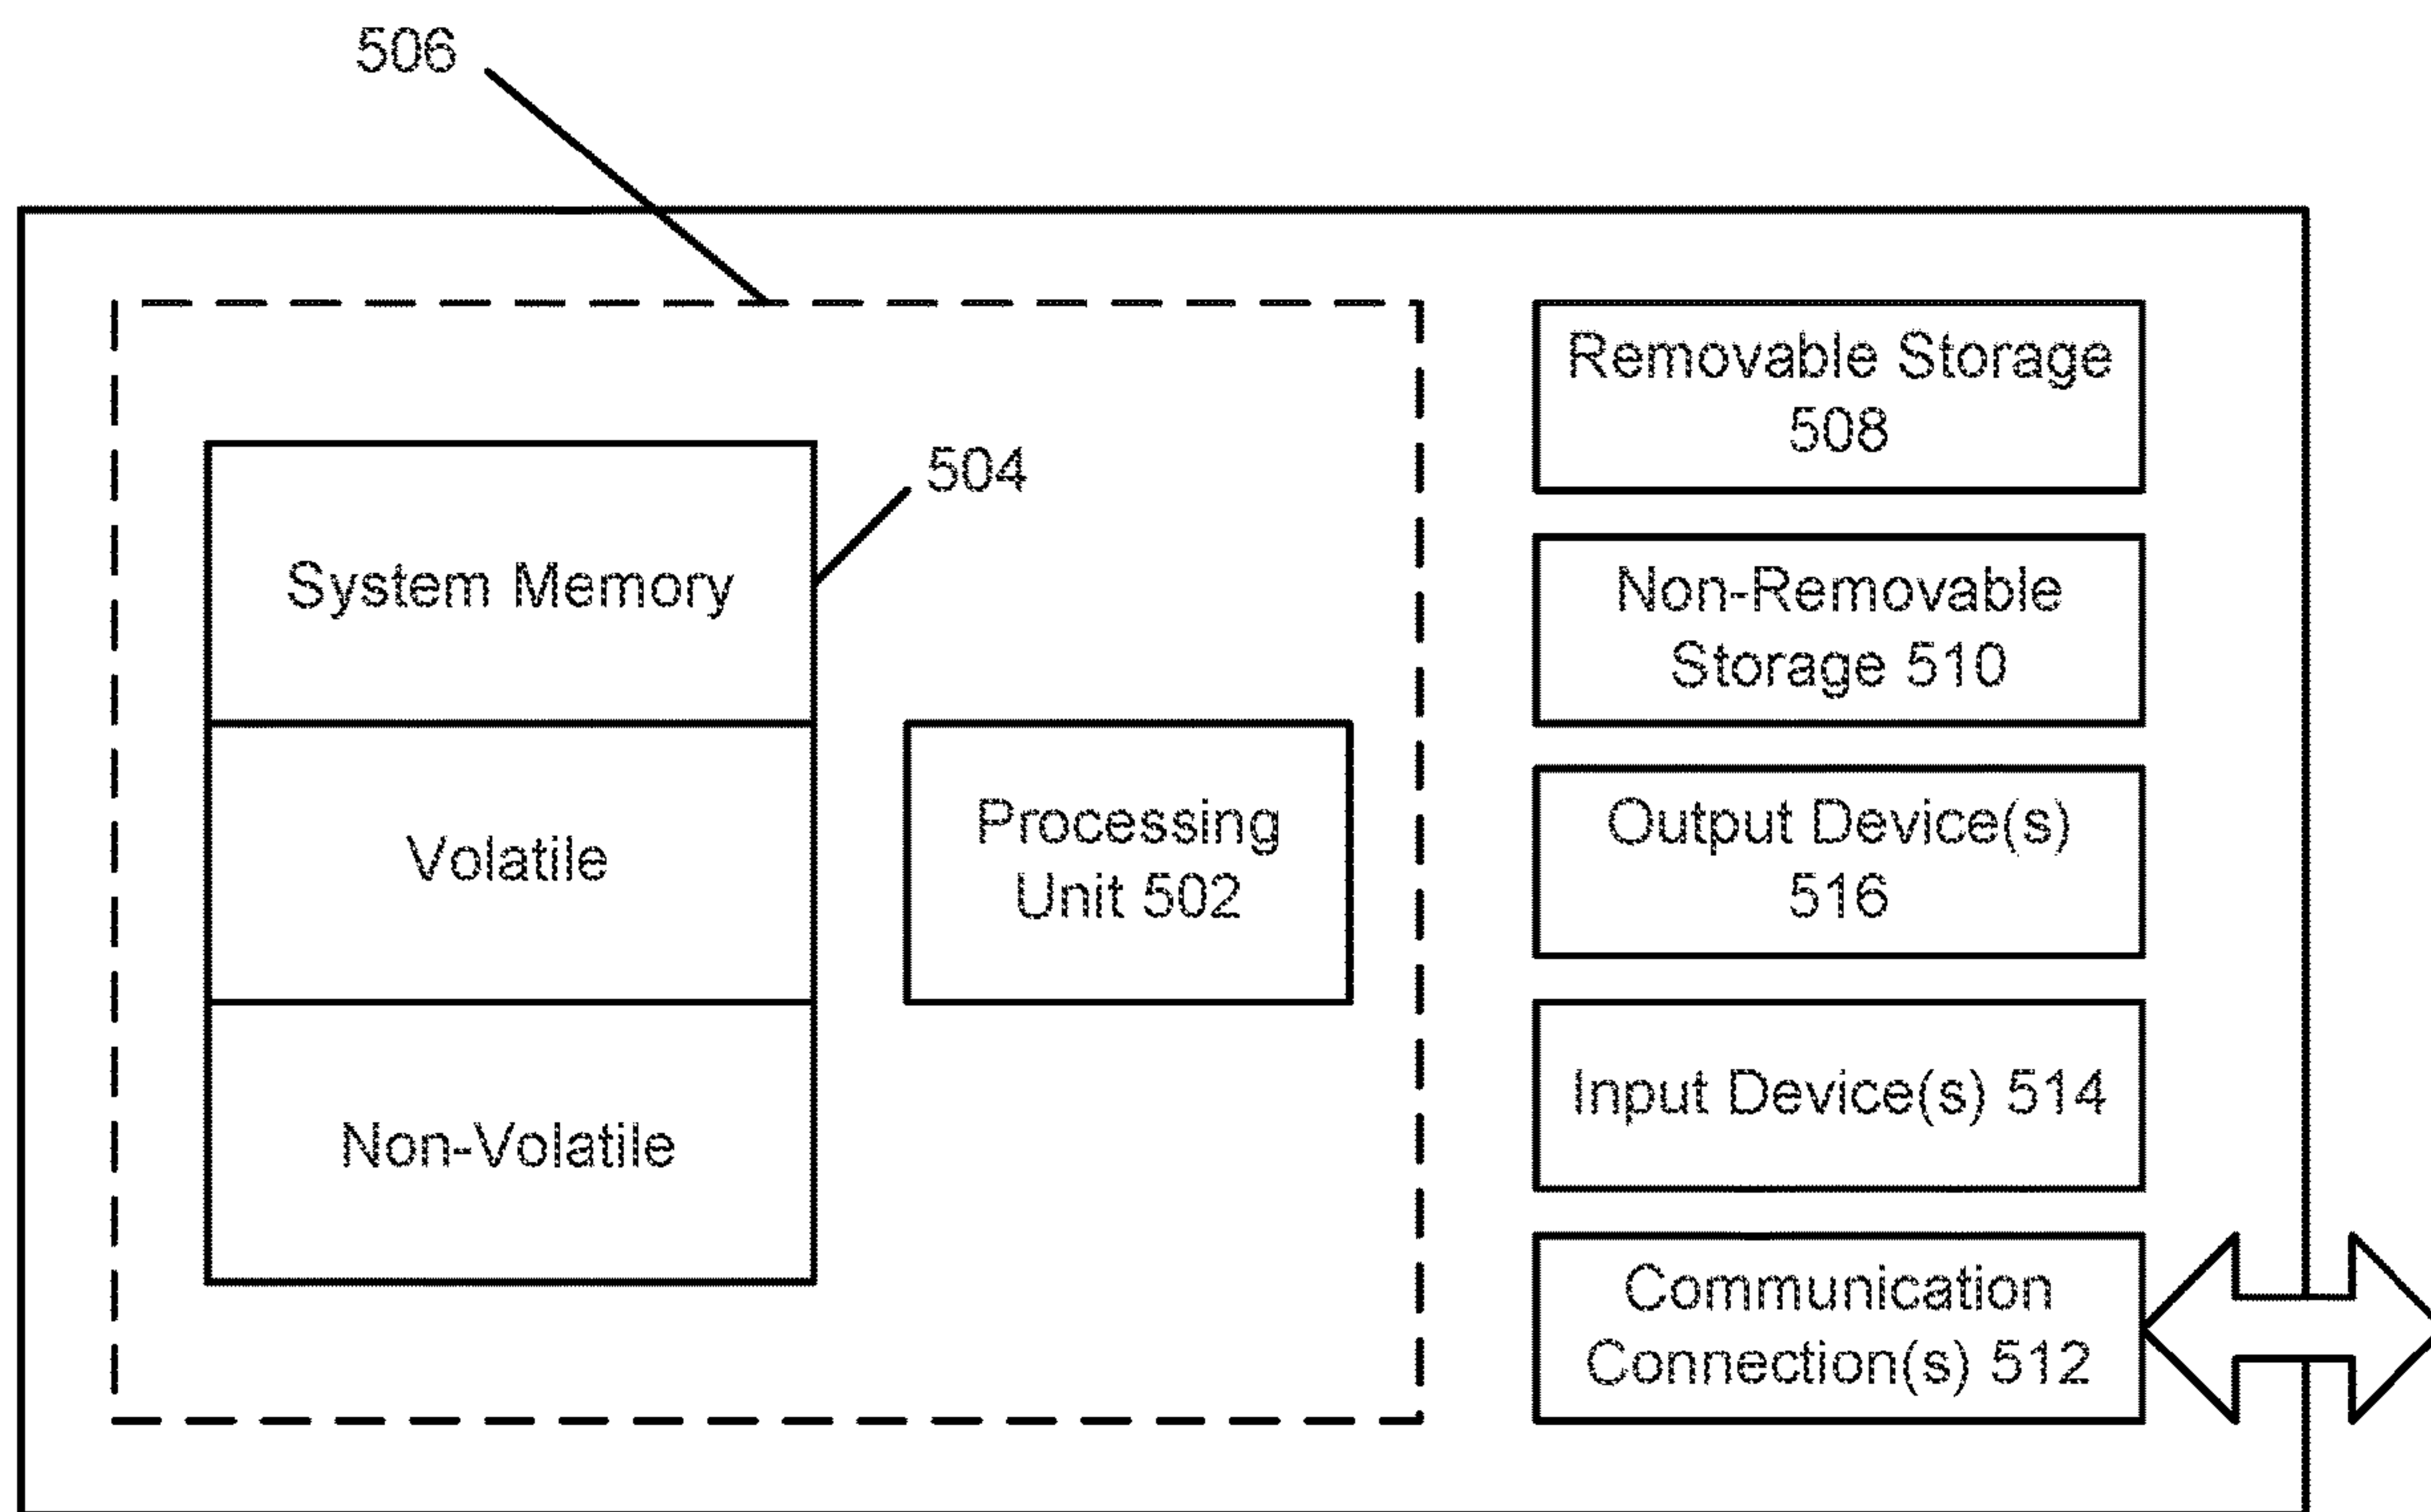 506
504
System Memory
Volatile
Non-Volatile
Processing
Unit 502
Removable Storage
508
Non-Removable
Storage 510
Output Device(s)
516
Input Device(s) 514
Communication
Connection(s) 512